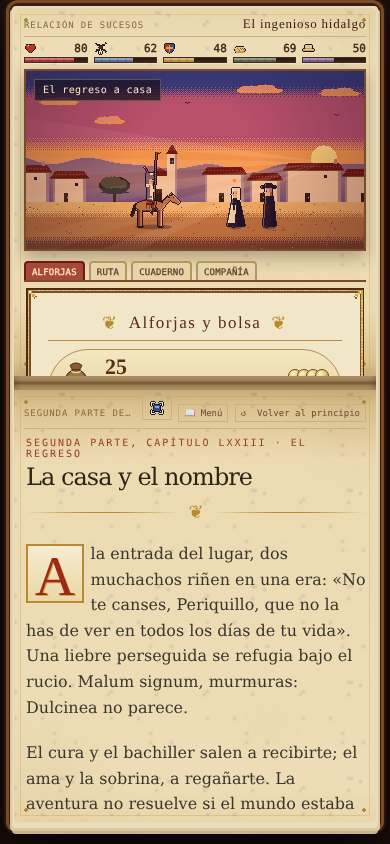 RELACIÓN DE SUCESOS
El ingenioso hidalgo
80
62
48
69
50
El regreso a casa
ALFORJAS
RUTA
CUADERNO
COMPAÑÍA
Alforjas y bolsa
25
SEGUNDA PARTE DE…
Menú
Volver al principio
SEGUNDA PARTE, CAPÍTULO LXXIII · EL
REGRESO
La casa y el nombre
A la entrada del lugar, dos
muchachos riñen en una era: «No
te canses, Periquillo, que no la
has de ver en todos los días de tu vida».
Una liebre perseguida se refugia bajo el
rucio. Malum signum, murmuras:
Dulcinea no parece.
El cura y el bachiller salen a recibirte; el
ama y la sobrina, a regañarte. La
aventura no resuelve si el mundo estaba